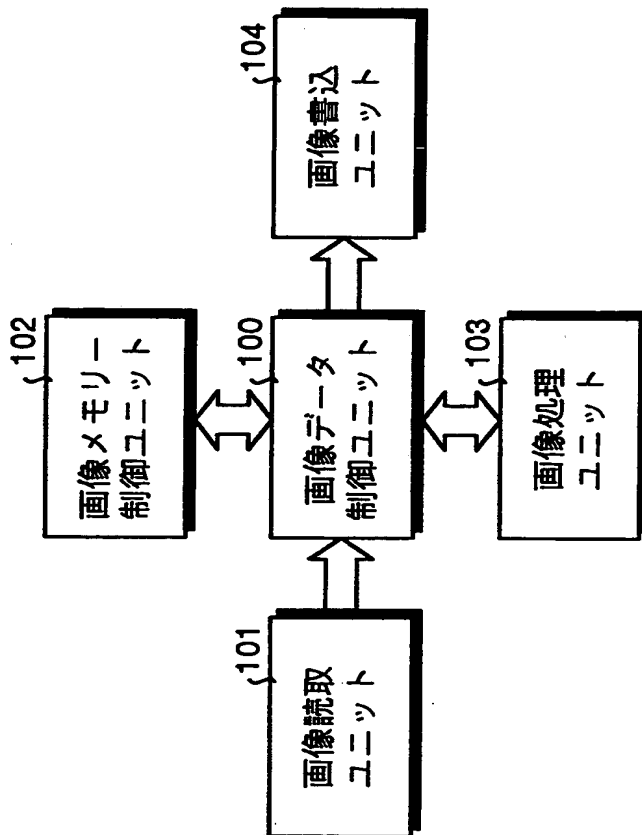 102
画像メモリー
制御ユニット
101
画像読取
ユニット
100
画像データ
制御ユニット
104
画像書込
ユニット
103
画像処理
ユニット